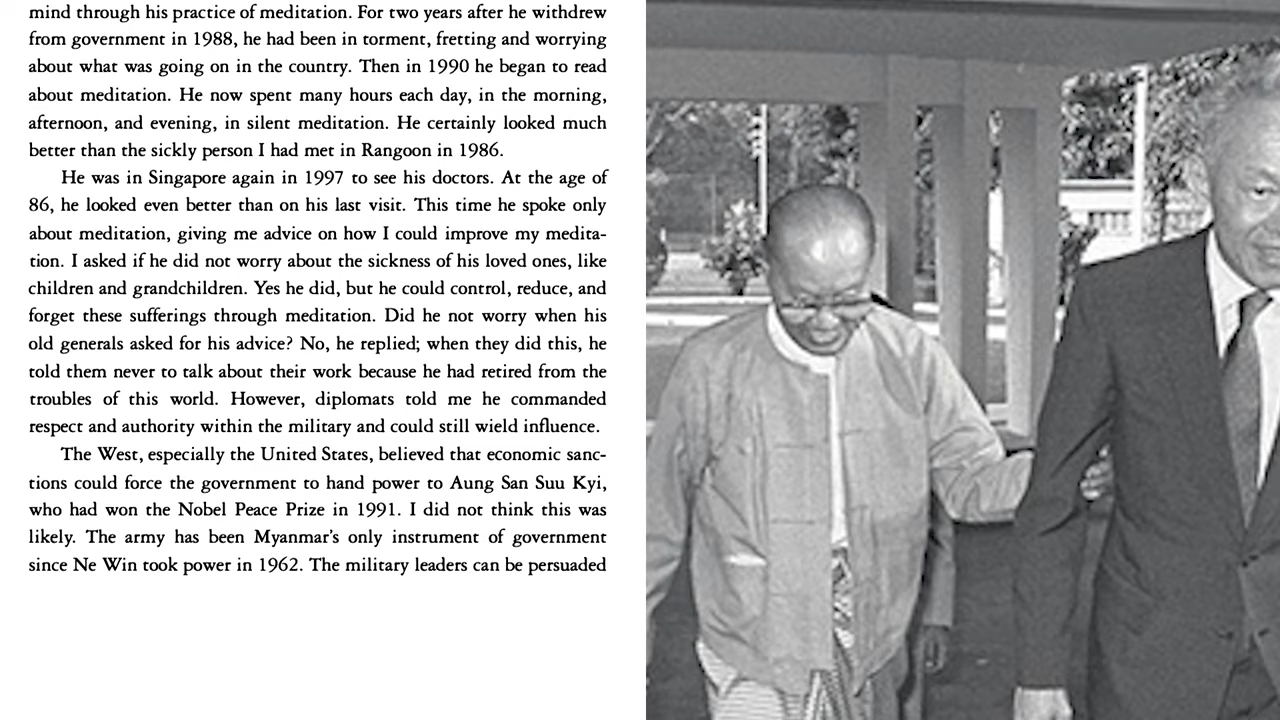 mind through his practice of meditation. For two years after he withdrew
from government in 1988, he had been in torment, fretting and worrying
about what was going on in the country. Then in 1990 he began to read
about meditation. He now spent many hours each day, in the morning,
afternoon, and evening, in silent meditation. He certainly looked much
better than the sickly person I had met in Rangoon in 1986.
He was in Singapore again in 1997 to see his doctors. At the age of
86, he looked even better than on his last visit. This time he spoke only
about meditation, giving me advice on how I could improve my medita-
tion. I asked if he did not worry about the sickness of his loved ones, like
children and grandchildren. Yes he did, but he could control, reduce, and
forget these sufferings through meditation. Did he not worry when his
old generals asked for his advice? No, he replied; when they did this, he
told them never to talk about their work because he had retired from the
troubles of this world. However, diplomats told me he commanded
respect and authority within the military and could still wield influence.
The West, especially the United States, believed that economic sanc-
tions could force the government to hand power to Aung San Suu Kyi,
who had won the Nobel Peace Prize in 1991. I did not think this was
likely. The army has been Myanmar's only instrument of government
since Ne Win took power in 1962. The military leaders can be persuaded